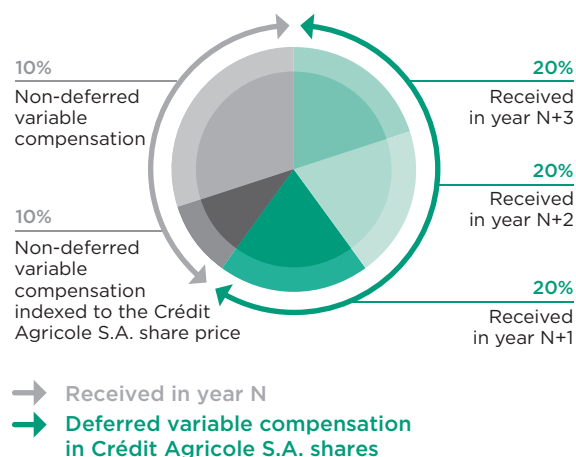 10%
Non-deferred
variable
compensation
10%
Non-deferred
variable
compensation
indexed to the Crédit
Agricole S.A. share price
20%
Received
in year N+3
20%
Received
in year N+2
20%
Received
in year N+1
Received in year N
Deferred variable compensation
in Crédit Agricole S.A. shares